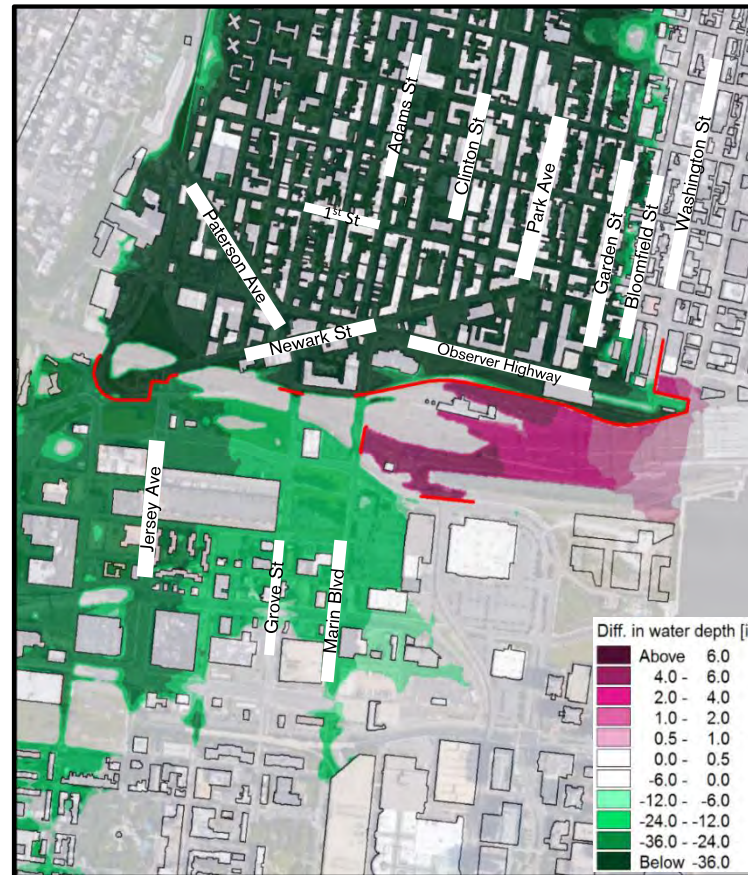 Adams St
Clinton St
Washington St
Park Ave
Garden St
Bloomfield St
1st St
Paterson Ave
Newark St
Observer Highway
Jersey Ave
Grove St
Marin Blvd
Diff. in water depth [i
Above 6.0
4.0 - 6.0
2.0 - 4.0
1.0 - 2.0
0.5 - 1.0
0.0 - 0.5
-6.0 - 0.0
-12.0 - -6.0
-24.0 - -12.0
-36.0 - -24.0
Below -36.0